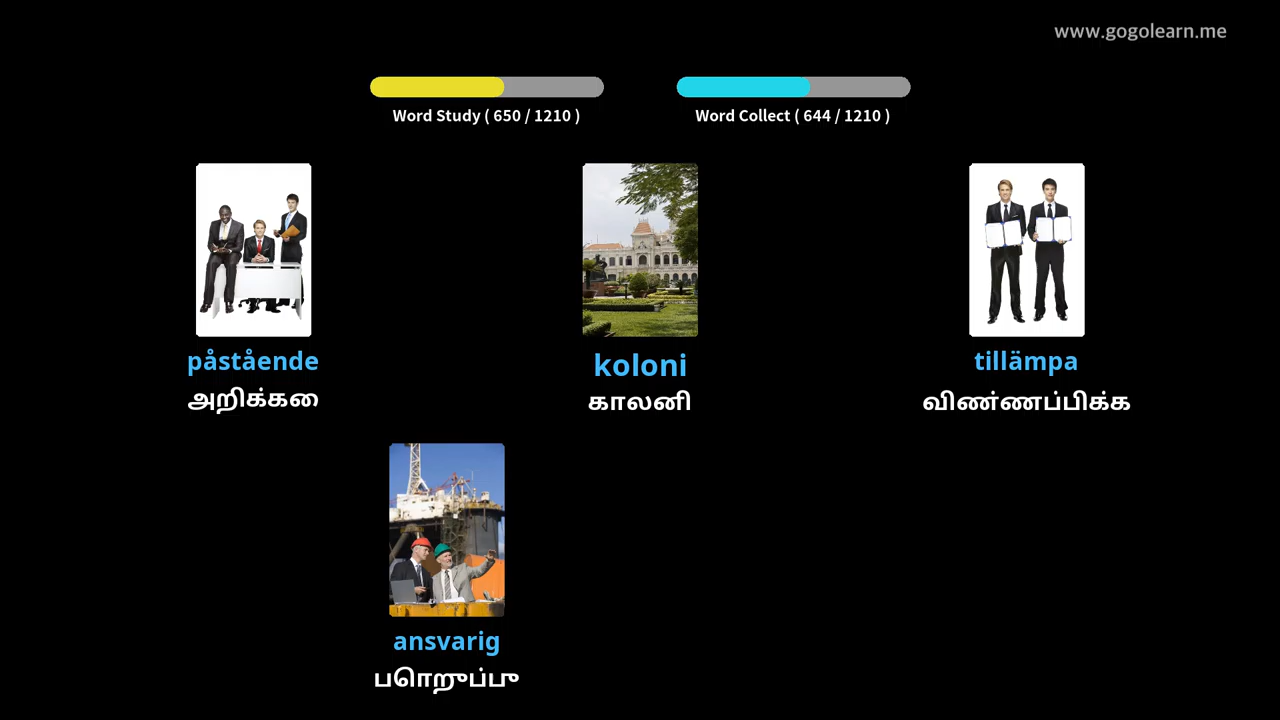 www.gogolearn.me
Word Study ( 650 / 1210 )
Word Collect ( 644 / 1210 )
påstående
அறிக்கை
koloni
காலனி
tillämpa
விண்ணப்பிக்க
ansvarig
பொறுப்பு